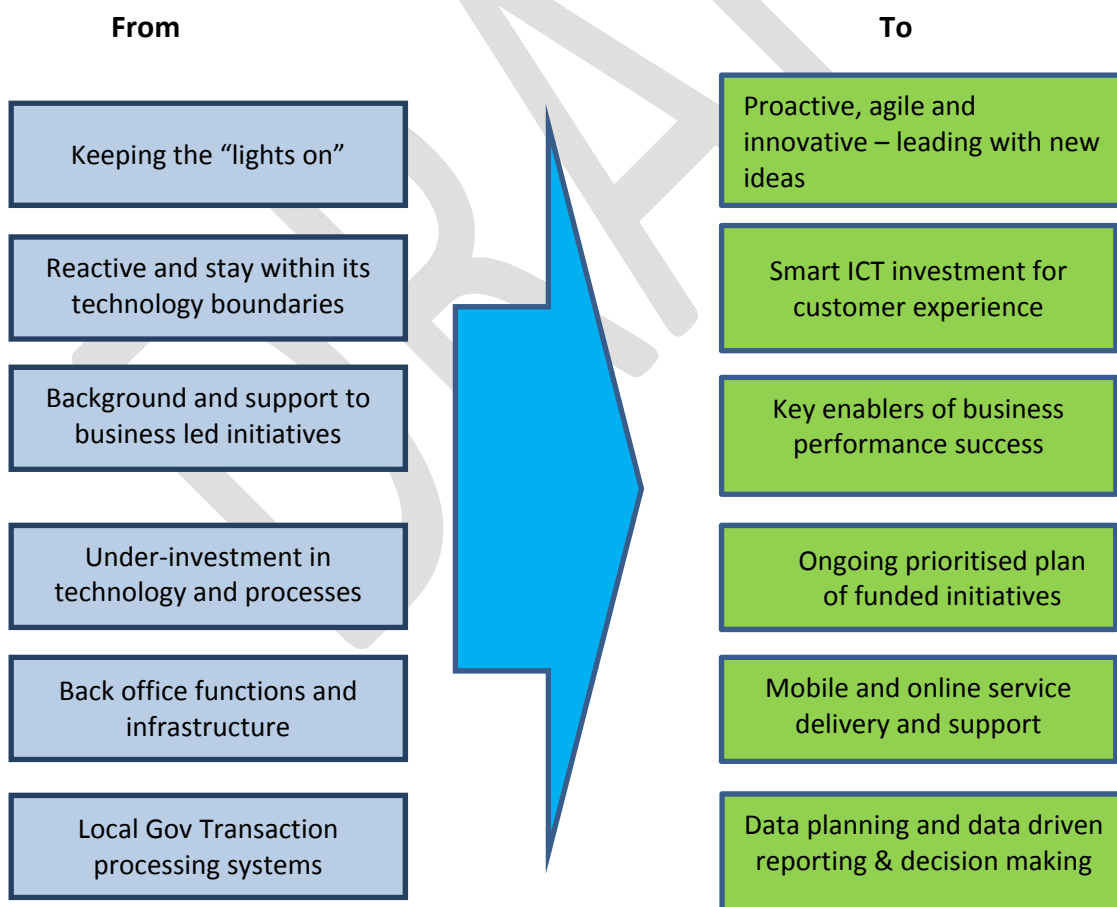 From
To
Keeping the “lights on”
Proactive, agile and
innovative – leading with new
ideas
Reactive and stay within its
technology boundaries
Smart ICT investment for
customer experience
Background and support to
business led initiatives
Key enablers of business
performance success
Under-investment in
technology and processes
Ongoing prioritised plan
of funded initiatives
Back office functions and
infrastructure
Mobile and online service
delivery and support
Local Gov Transaction
processing systems
Data planning and data driven
reporting & decision making